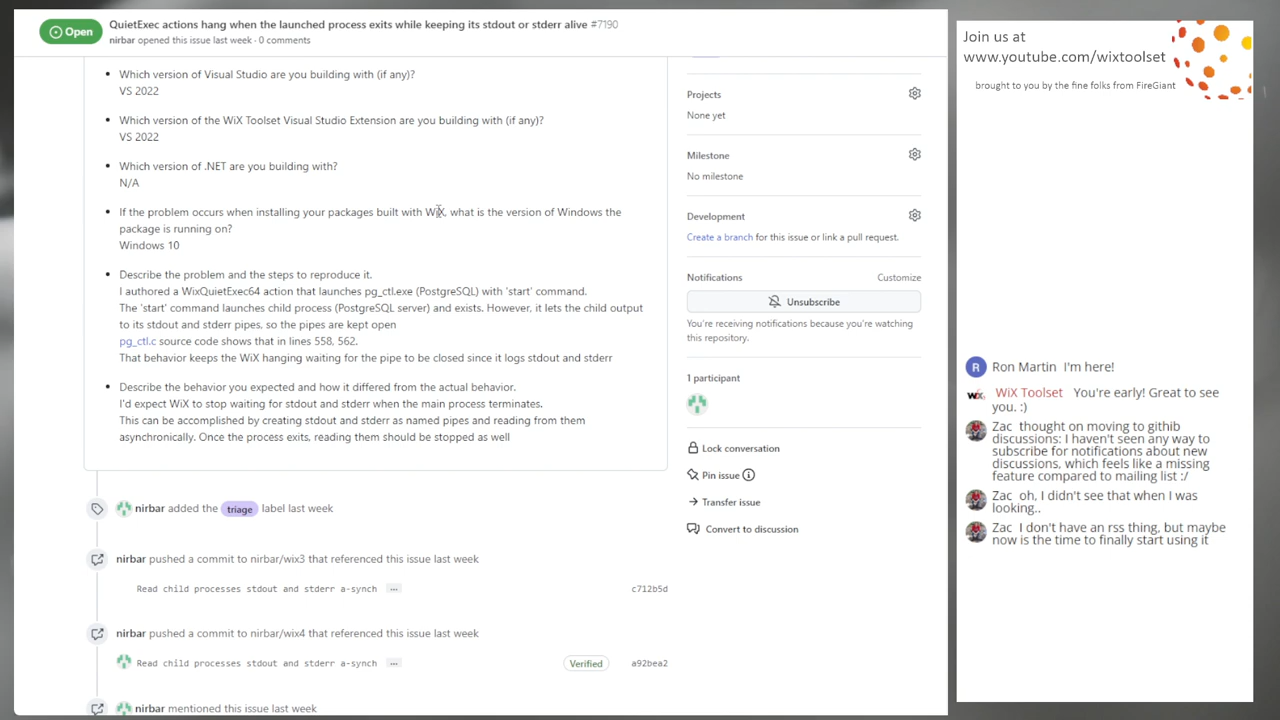 Open
QuietExec actions hang when the launched process exits while keeping its stdout or stderr alive #7190
nirbar opened this issue last week · 0 comments
Which version of Visual Studio are you building with (if any)?
VS 2022
Which version of the WiX Toolset Visual Studio Extension are you building with (if any)?
VS 2022
Which version of .NET are you building with?
N/A
If the problem occurs when installing your packages built with WiX, what is the version of Windows the
package is running on?
Windows 10
Describe the problem and the steps to reproduce it.
I authored a WixQuietExec64 action that launches pg_ctl.exe (PostgreSQL) with 'start' command.
The 'start' command launches child process (PostgreSQL server) and exists. However, it lets the child output
to its stdout and stderr pipes, so the pipes are kept open
pg_ctl.c source code shows that in lines 558, 562.
That behavior keeps the WiX hanging waiting for the pipe to be closed since it logs stdout and stderr
Describe the behavior you expected and how it differed from the actual behavior.
I'd expect WiX to stop waiting for stdout and stderr when the main process terminates.
This can be accomplished by creating stdout and stderr as named pipes and reading from them
asynchronously. Once the process exits, reading them should be stopped as well
nirbar added the triage label last week
nirbar pushed a commit to nirbar/wix3 that referenced this issue last week
Read child processes stdout and stderr a-synch ... c712b5d
nirbar pushed a commit to nirbar/wix4 that referenced this issue last week
Read child processes stdout and stderr a-synch ... Verified a92bea2
nirbar mentioned this issue last week
Projects
None yet
Milestone
No milestone
Development
Create a branch for this issue or link a pull request.
Notifications Customize
Unsubscribe
You're receiving notifications because you're watching
this repository.
1 participant
Lock conversation
Pin issue
Transfer issue
Convert to discussion
Join us at
www.youtube.com/wixtoolset
brought to you by the fine folks from FireGiant
R Ron Martin I'm here!
WiX WiX Toolset You're early! Great to see
you. :)
Zac thought on moving to githib
discussions: I haven't seen any way to
subscribe for notifications about new
discussions, which feels like a missing
feature compared to mailing list :/
Zac oh, I didn't see that when I was
looking..
Zac I don't have an rss thing, but maybe
now is the time to finally start using it